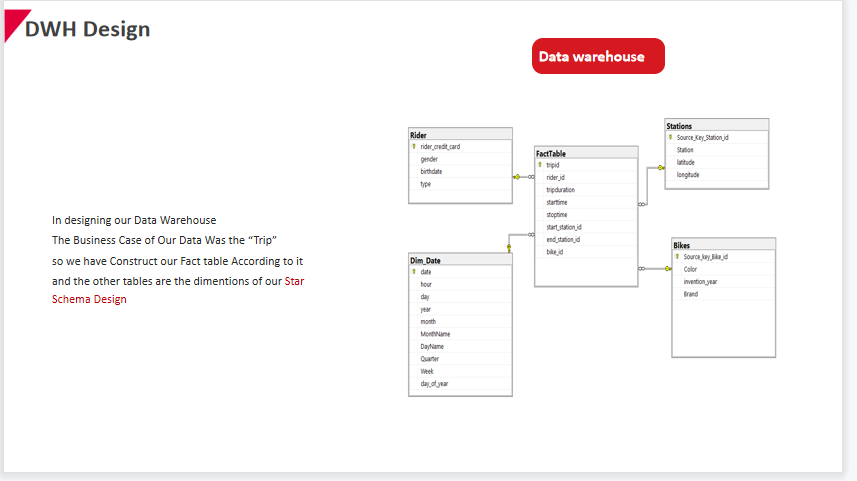 DWH Design
Data warehouse
In designing our Data Warehouse
The Business Case of Our Data Was the “Trip”
so we have Construct our Fact table According to it
and the other tables are the dimentions of our Star
Schema Design
Rider
rider_credit_card
gender
birthdate
type
FactTable
tripid
rider_id
tripduration
starttime
stoptime
start_station_id
end_station_id
bike_id
Stations
Source_Key_Station_id
Station
latitude
longitude
Dim_Date
date
hour
day
year
month
MonthName
DayName
Quarter
Week
day_of_year
Bikes
Source_key_Bike_id
Color
invention_year
Brand